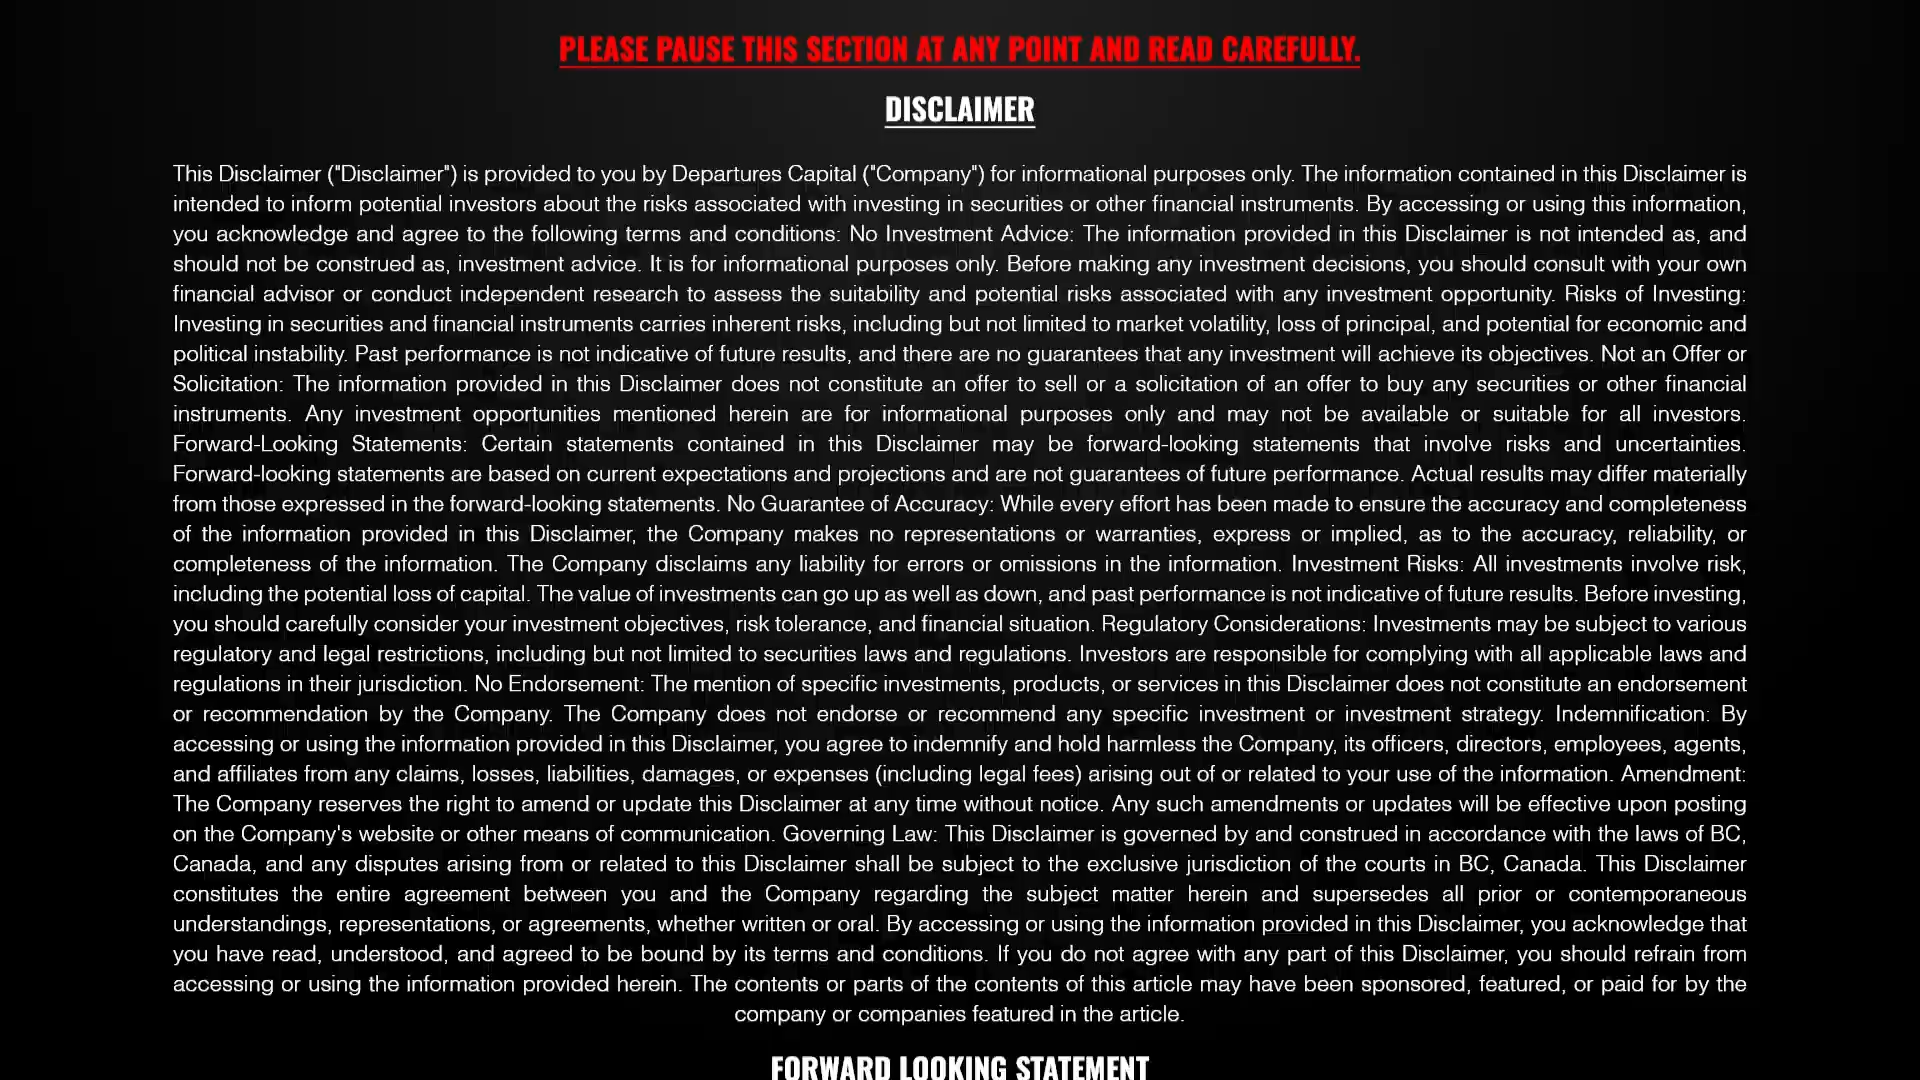 PLEASE PAUSE THIS SECTION AT ANY POINT AND READ CAREFULLY.
DISCLAIMER
This Disclaimer ("Disclaimer") is provided to you by Departures Capital ("Company") for informational purposes only. The information contained in this Disclaimer is
intended to inform potential investors about the risks associated with investing in securities or other financial instruments. By accessing or using this information,
you acknowledge and agree to the following terms and conditions: No Investment Advice: The information provided in this Disclaimer is not intended as, and
should not be construed as, investment advice. It is for informational purposes only. Before making any investment decisions, you should consult with your own
financial advisor or conduct independent research to assess the suitability and potential risks associated with any investment opportunity. Risks of Investing:
Investing in securities and financial instruments carries inherent risks, including but not limited to market volatility, loss of principal, and potential for economic and
political instability. Past performance is not indicative of future results, and there are no guarantees that any investment will achieve its objectives. Not an Offer or
Solicitation: The information provided in this Disclaimer does not constitute an offer to sell or a solicitation of an offer to buy any securities or other financial
instruments. Any investment opportunities mentioned herein are for informational purposes only and may not be available or suitable for all investors.
Forward-Looking Statements: Certain statements contained in this Disclaimer may be forward-looking statements that involve risks and uncertainties.
Forward-looking statements are based on current expectations and projections and are not guarantees of future performance. Actual results may differ materially
from those expressed in the forward-looking statements. No Guarantee of Accuracy: While every effort has been made to ensure the accuracy and completeness
of the information provided in this Disclaimer, the Company makes no representations or warranties, express or implied, as to the accuracy, reliability, or
completeness of the information. The Company disclaims any liability for errors or omissions in the information. Investment Risks: All investments involve risk,
including the potential loss of capital. The value of investments can go up as well as down, and past performance is not indicative of future results. Before investing,
you should carefully consider your investment objectives, risk tolerance, and financial situation. Regulatory Considerations: Investments may be subject to various
regulatory and legal restrictions, including but not limited to securities laws and regulations. Investors are responsible for complying with all applicable laws and
regulations in their jurisdiction. No Endorsement: The mention of specific investments, products, or services in this Disclaimer does not constitute an endorsement
or recommendation by the Company. The Company does not endorse or recommend any specific investment or investment strategy. Indemnification: By
accessing or using the information provided in this Disclaimer, you agree to indemnify and hold harmless the Company, its officers, directors, employees, agents,
and affiliates from any claims, losses, liabilities, damages, or expenses (including legal fees) arising out of or related to your use of the information. Amendment:
The Company reserves the right to amend or update this Disclaimer at any time without notice. Any such amendments or updates will be effective upon posting
on the Company's website or other means of communication. Governing Law: This Disclaimer is governed by and construed in accordance with the laws of BC,
Canada, and any disputes arising from or related to this Disclaimer shall be subject to the exclusive jurisdiction of the courts in BC, Canada. This Disclaimer
constitutes the entire agreement between you and the Company regarding the subject matter herein and supersedes all prior or contemporaneous
understandings, representations, or agreements, whether written or oral. By accessing or using the information provided in this Disclaimer, you acknowledge that
you have read, understood, and agreed to be bound by its terms and conditions. If you do not agree with any part of this Disclaimer, you should refrain from
accessing or using the information provided herein. The contents or parts of the contents of this article may have been sponsored, featured, or paid for by the
company or companies featured in the article.
FORWARD LOOKING STATEMENT